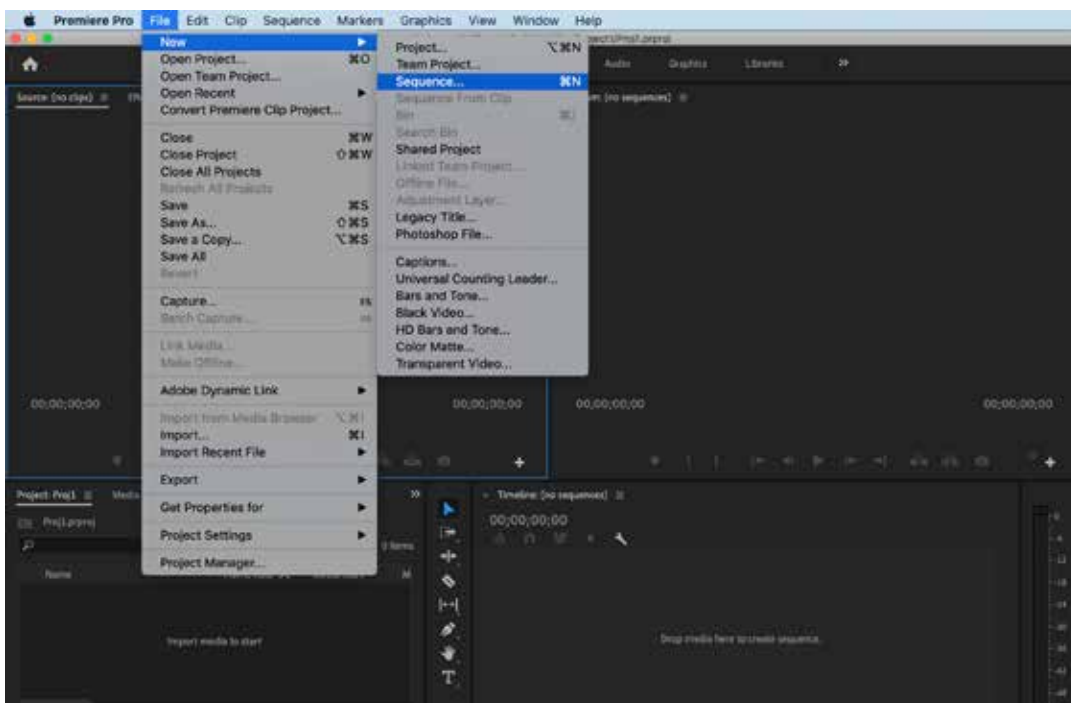 Premiere Pro File Edit Clip Sequence Markers Graphics View Window Help
New
Open Project... ⌘O
Open Team Project...
Open Recent
Convert Premiere Clip Project...
Close ⌘W
Close Project ⇧⌘W
Close All Projects
Refresh All Projects
Save ⌘S
Save As... ⇧⌘S
Save a Copy... ⌥⌘S
Save All
Revert
Capture... F5
Batch Capture...
Link Media...
Make Offline...
Adobe Dynamic Link
Import from Media Browser ⌥⌘I
Import... ⌘I
Import Recent File
Export
Get Properties for
Project Settings
Project Manager...
Project... ⌥⌘N
Team Project...
Sequence... ⌘N
Sequence From Clip
Bin
Search Bin
Shared Project
Linked Team Project...
Offline File...
Adjustment Layer...
Legacy Title...
Photoshop File...
Captions...
Universal Counting Leader...
Bars and Tone...
Black Video...
HD Bars and Tone...
Color Matte...
Transparent Video...
Audio Graphics Libraries
Source: (no clips)
(no sequences)
00;00;00;00
00;00;00;00
00;00;00;00
00;00;00;00
Project: Proj1 Media
Proj1.prproj
0 Items
Name
Import media to start
Timeline: (no sequences)
00;00;00;00
Drop media here to create sequence.